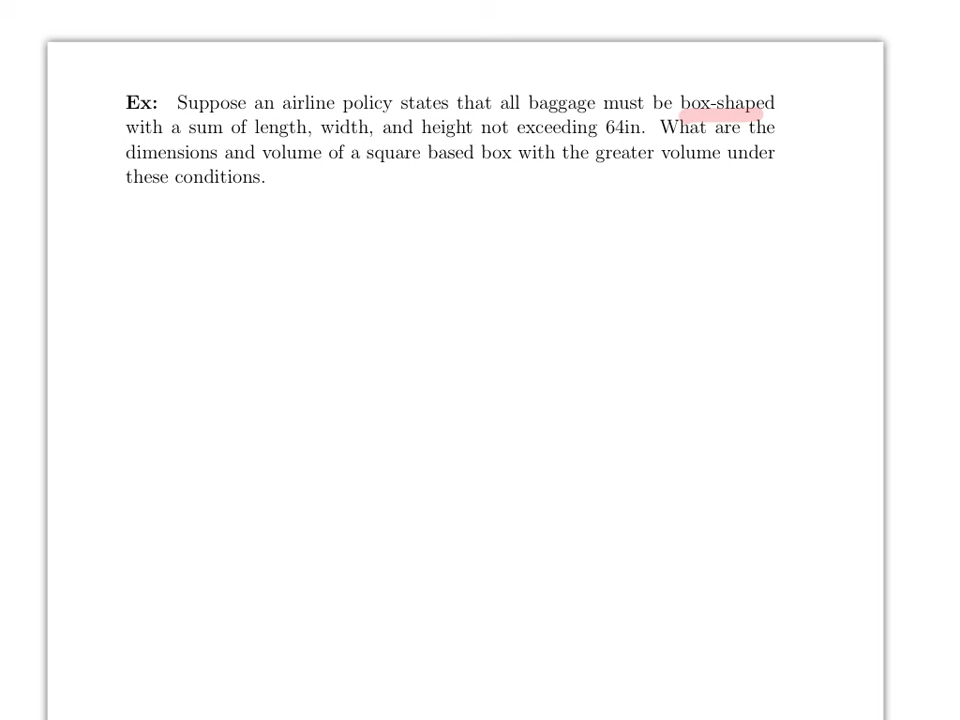 Ex: Suppose an airline policy states that all baggage must be box-shaped
with a sum of length, width, and height not exceeding 64in. What are the
dimensions and volume of a square based box with the greater volume under
these conditions.